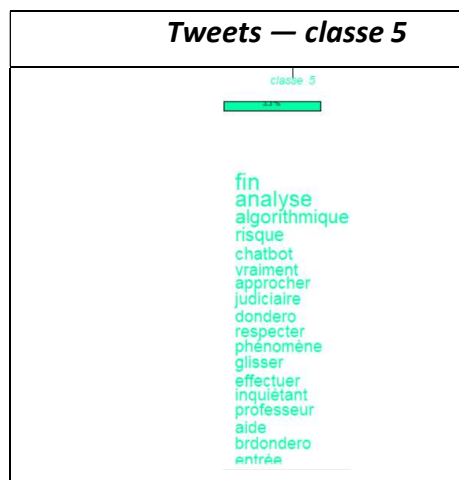 Tweets — classe 5
classe 5
fin
analyse
algorithmique
risque
chatbot
vraiment
approcher
judiciaire
dondero
respecter
phénomène
glisser
effectuer
inquiétant
professeur
aide
brdondero
entrée